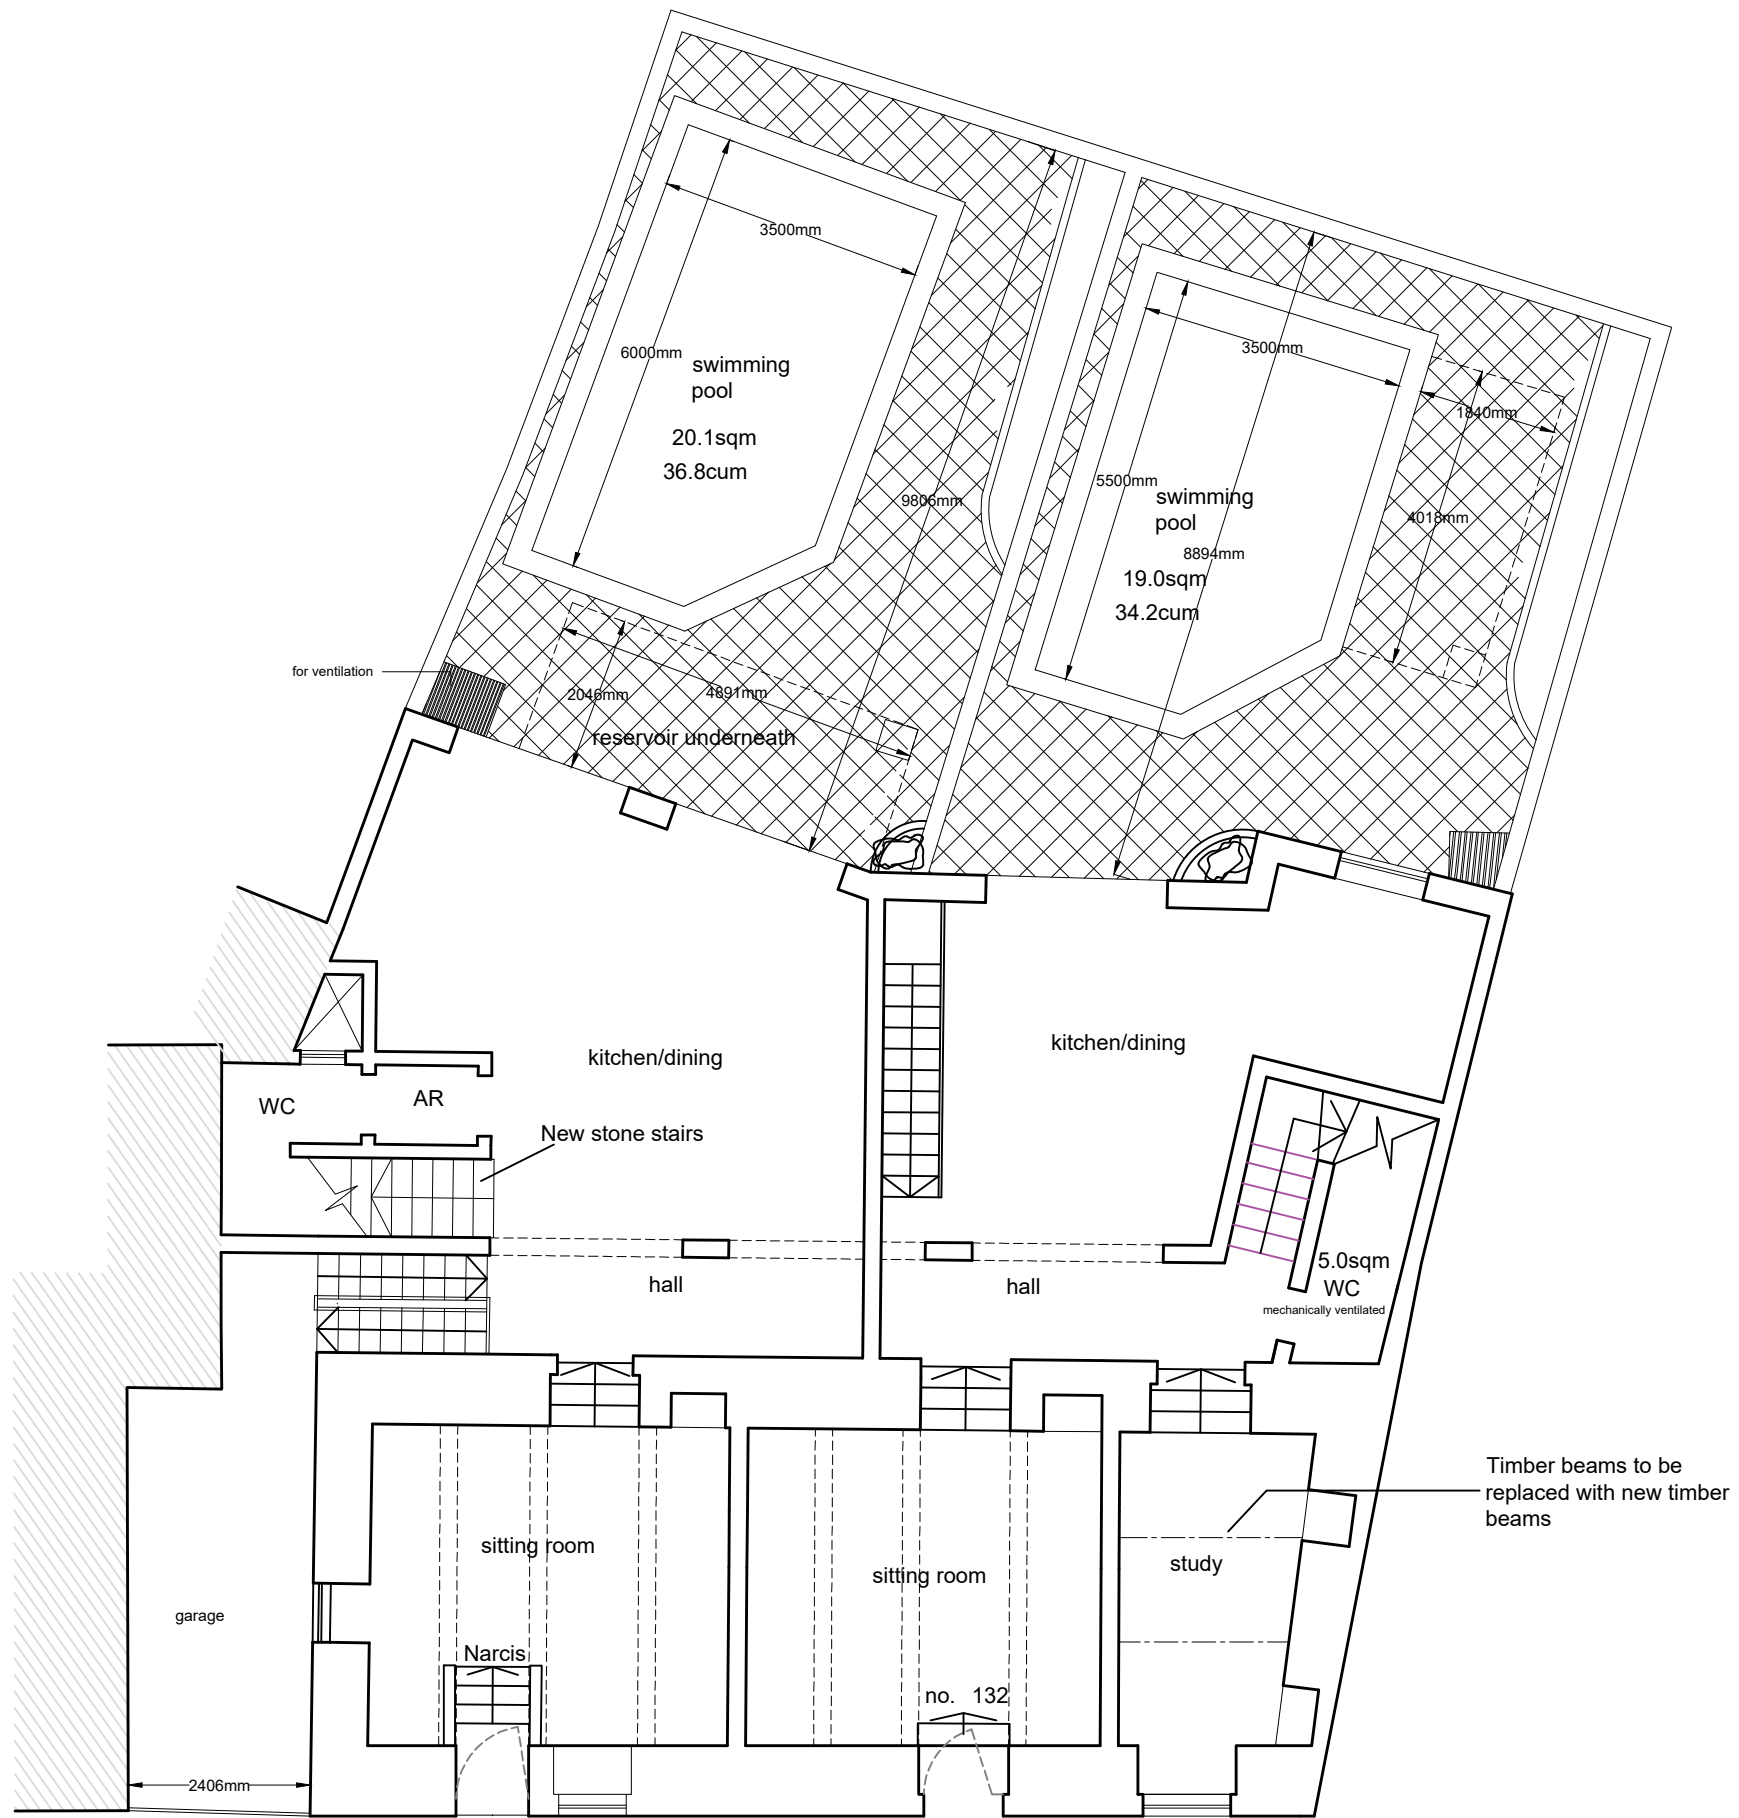 3500mm
6000mm
swimming
pool
20.1sqm
36.8cum
9806mm
3500mm
1840mm
5500mm
swimming
pool
4018mm
8894mm
19.0sqm
34.2cum
for ventilation
2046mm
4891mm
reservoir underneath
kitchen/dining
kitchen/dining
WC
AR
New stone stairs
hall
hall
5.0sqm
WC
mechanically ventilated
Timber beams to be
replaced with new timber
beams
sitting room
sitting room
study
garage
Narcis
no. 132
2406mm